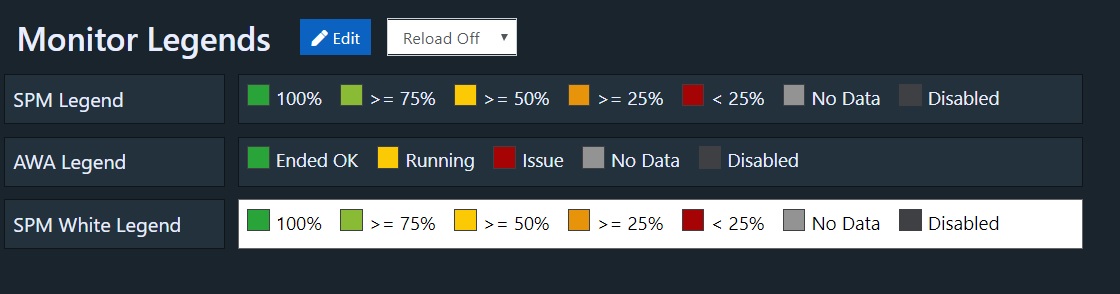 Monitor Legends Edit Reload Off
SPM Legend 100% >= 75% >= 50% >= 25% < 25% No Data Disabled
AWA Legend Ended OK Running Issue No Data Disabled
SPM White Legend 100% >= 75% >= 50% >= 25% < 25% No Data Disabled